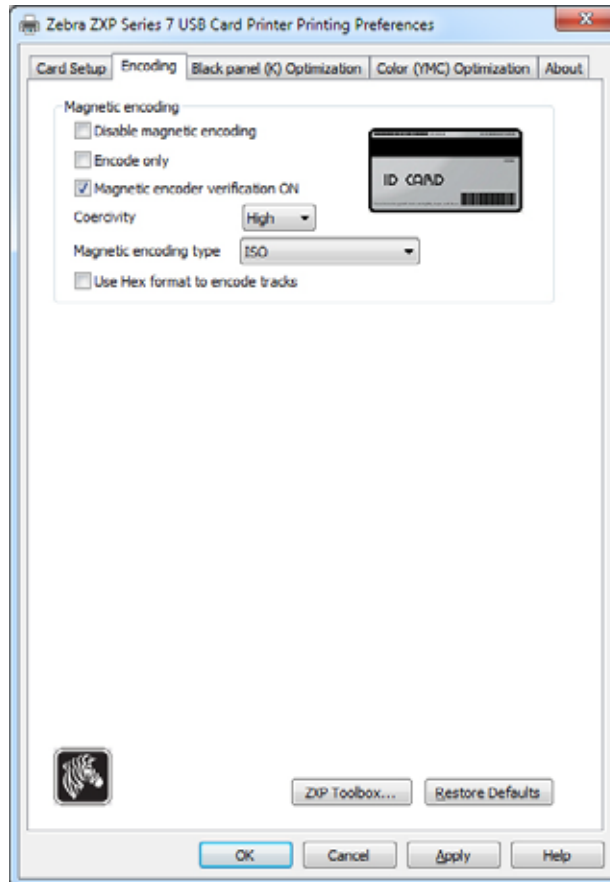 Zebra ZXP Series 7 USB Card Printer Printing Preferences
Card Setup Encoding Black panel (K) Optimization Color (YMC) Optimization About
Magnetic encoding
Disable magnetic encoding
Encode only
Magnetic encoder verification ON
ID CARD
Coercivity High
Magnetic encoding type ISO
Use Hex format to encode tracks
ZXP Toolbox... Restore Defaults
OK Cancel Apply Help